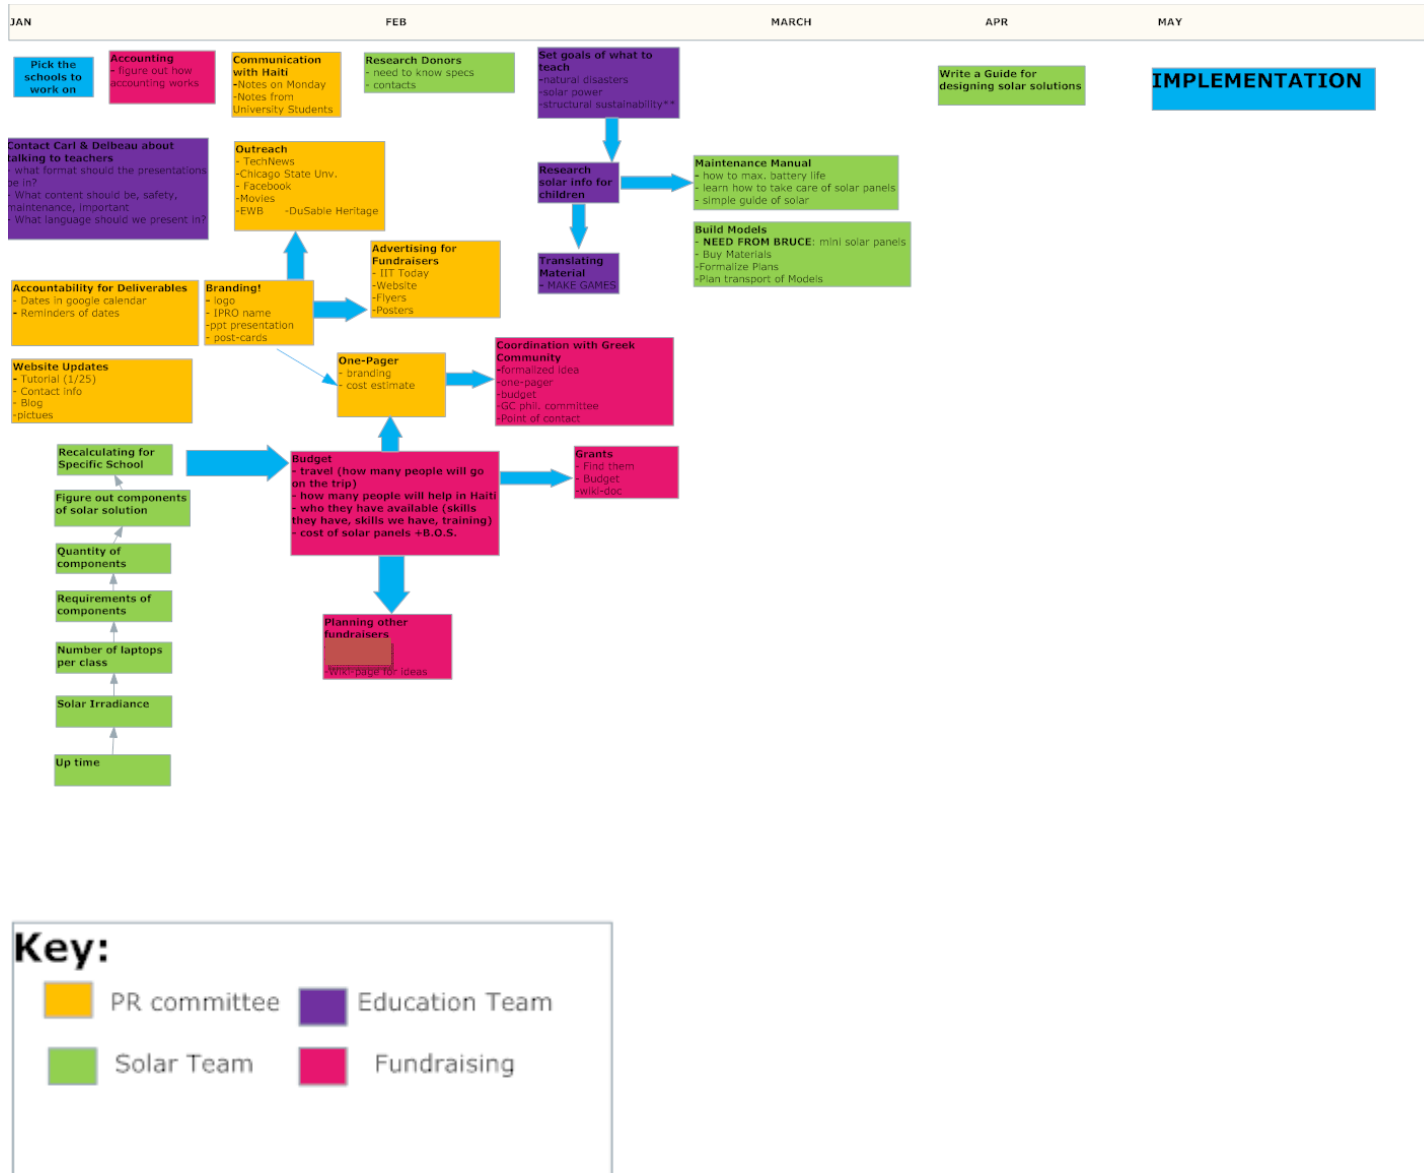 JAN FEB MARCH APR MAY
Pick the
schools to
work on
Accounting
- figure out how
accounting works
Communication
with Haiti
-Notes on Monday
-Notes from
University Students
Research Donors
- need to know specs
- contacts
Set goals of what to
teach
-natural disasters
-solar power
-structural sustainability**
Write a Guide for
designing solar solutions
IMPLEMENTATION
Contact Carl & Delbeau about
talking to teachers
- what format should the presentations
be in?
- What content should be, safety,
maintenance, important
- What language should we present in?
Outreach
- TechNews
-Chicago State Unv.
- Facebook
-Movies
-EWB -DuSable Heritage
Research
solar info for
children
Maintenance Manual
- how to max. battery life
- learn how to take care of solar panels
- simple guide of solar
Build Models
- NEED FROM BRUCE: mini solar panels
- Buy Materials
-Formalize Plans
-Plan transport of Models
Advertising for
Fundraisers
- IIT Today
-Website
-Flyers
-Posters
Translating
Material
- MAKE GAMES
Accountability for Deliverables
- Dates in google calendar
- Reminders of dates
Branding!
- logo
- IPRO name
-ppt presentation
- post-cards
One-Pager
- branding
- cost estimate
Coordination with Greek
Community
-formalized idea
-one-pager
-budget
-GC phil. committee
-Point of contact
Website Updates
- Tutorial (1/25)
- Contact info
- Blog
-pictues
Recalculating for
Specific School
Budget
- travel (how many people will go
on the trip)
- how many people will help in Haiti
- who they have available (skills
they have, skills we have, training)
- cost of solar panels +B.O.S.
Grants
- Find them
- Budget
-wiki-doc
Figure out components
of solar solution
Quantity of
components
Requirements of
components
Number of laptops
per class
Solar Irradiance
Up time
Planning other
fundraisers
-Wiki-page for ideas
Key:
PR committee
Education Team
Solar Team
Fundraising